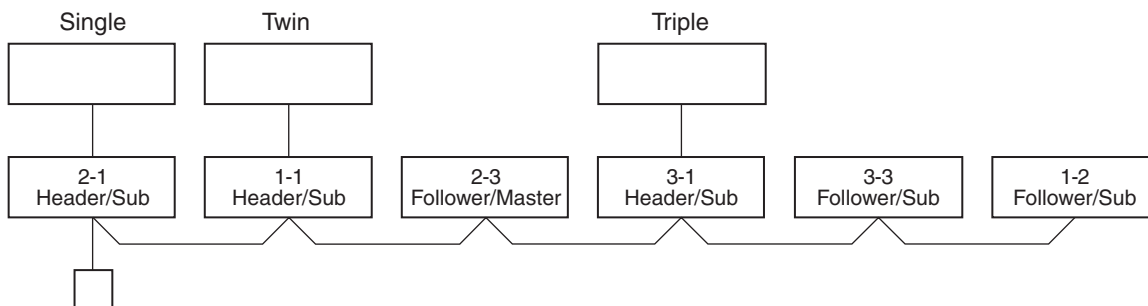 Single
Twin
Triple
2-1
Header/Sub
1-1
Header/Sub
2-3
Follower/Master
3-1
Header/Sub
3-3
Follower/Sub
1-2
Follower/Sub